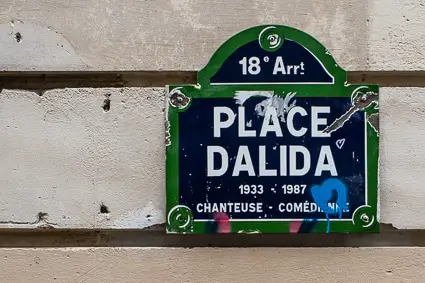 18e Arrt
PLACE
DALIDA
1933 - 1987
CHANTEUSE - COMÉDIENNE